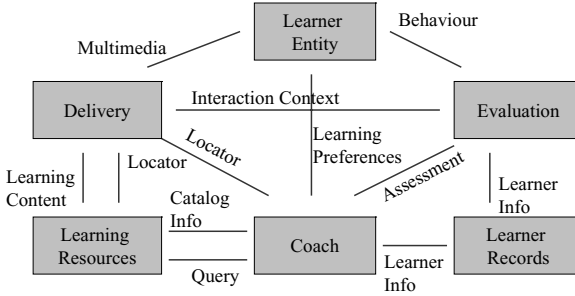 Learner
Entity
Behaviour
Multimedia
Delivery
Interaction Context
Evaluation
Locator
Learning
Preferences
Assessment
Learning
Content
Locator
Catalog
Info
Learner
Info
Learning
Resources
Coach
Learner
Records
Query
Learner
Info